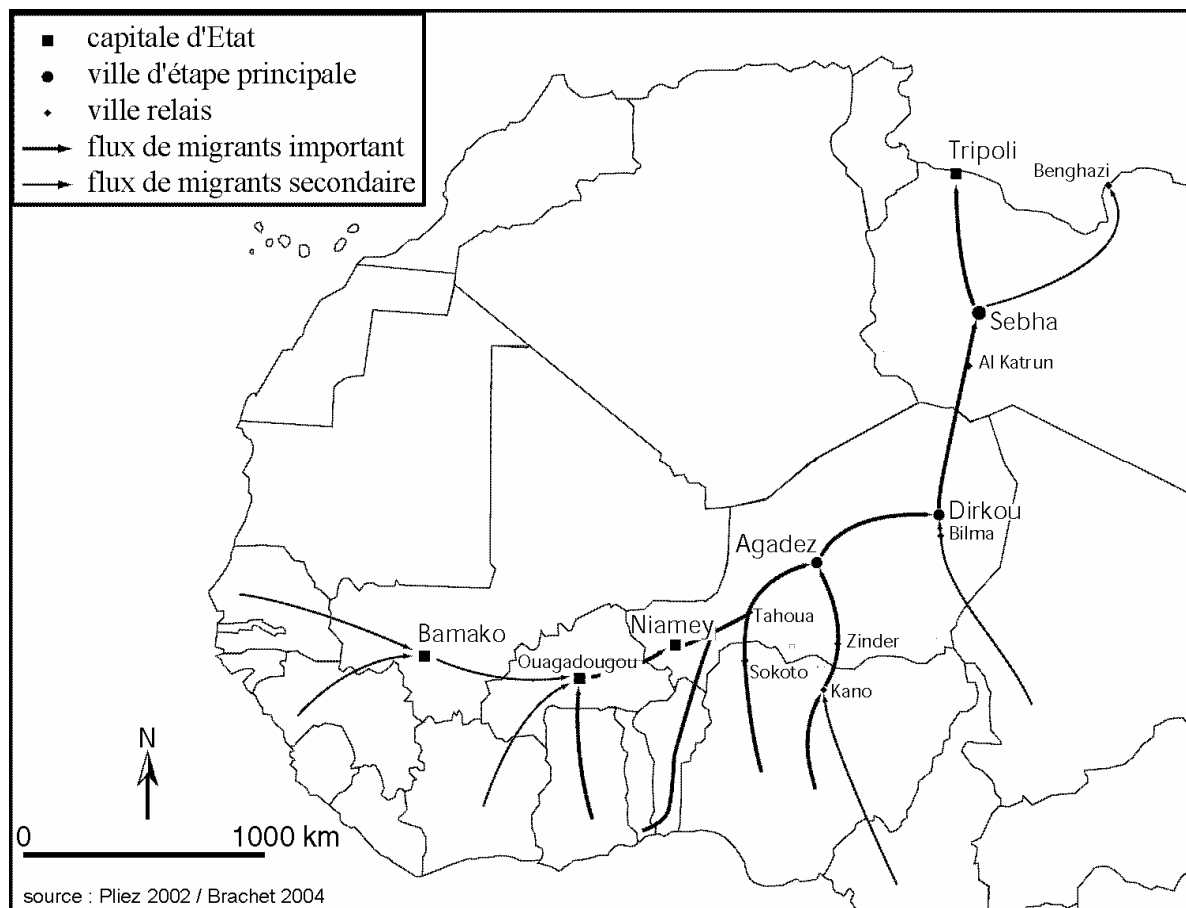 capitale d'Etat
ville d'étape principale
ville relais
flux de migrants important
flux de migrants secondaire
Tripoli
Benghazi
Sebha
Al Katrun
Dirkou
Bilma
Agadez
Tahoua
Niamey
Zinder
Bamako
Ouagadougou
Sokoto
Kano
N
0 1000 km
source : Pliez 2002 / Brachet 2004